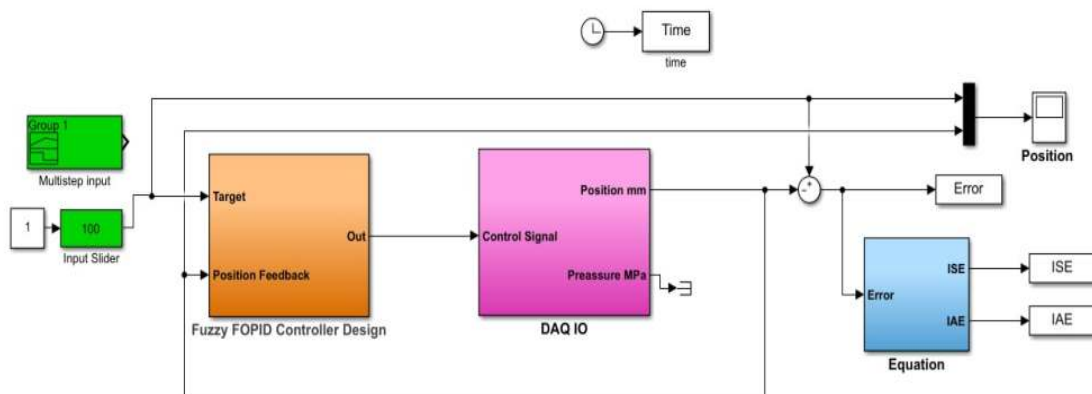 Time
time
Group 1
Multistep input
1
100
Input Slider
Target
Out
Position Feedback
Fuzzy FOPID Controller Design
Position mm
Control Signal
Preassure MPa
DAQ IO
Position
Error
Error
ISE
IAE
Equation
ISE
IAE